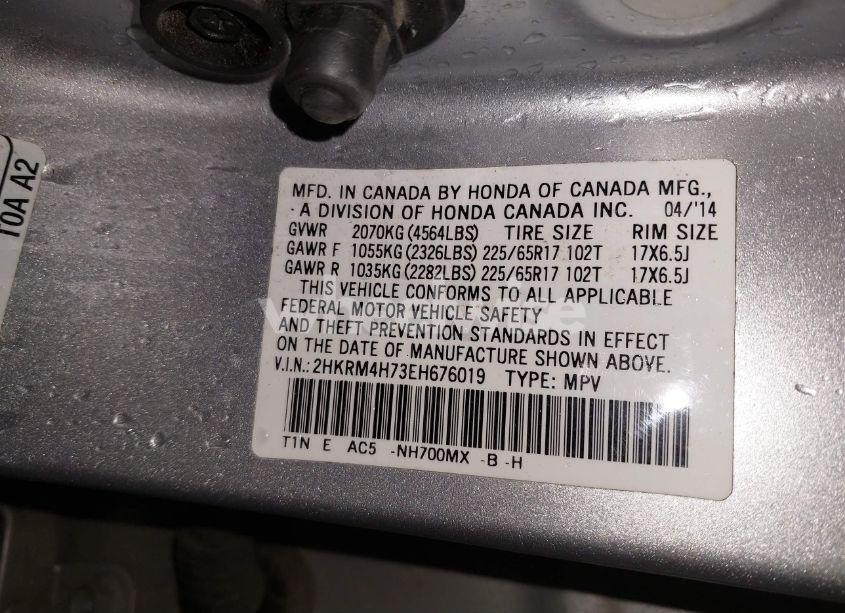 T0A A2
MFD. IN CANADA BY HONDA OF CANADA MFG.,
A DIVISION OF HONDA CANADA INC. 04/'14
GVWR 2070KG(4564LBS) TIRE SIZE RIM SIZE
GAWR F 1055KG(2326LBS) 225/65R17 102T 17X6.5J
GAWR R 1035KG(2282LBS) 225/65R17 102T 17X6.5J
THIS VEHICLE CONFORMS TO ALL APPLICABLE
FEDERAL MOTOR VEHICLE SAFETY
AND THEFT PREVENTION STANDARDS IN EFFECT
ON THE DATE OF MANUFACTURE SHOWN ABOVE.
V.I.N.: 2HKRM4H73EH676019 TYPE: MPV
T1N E AC5 -NH700MX -B -H